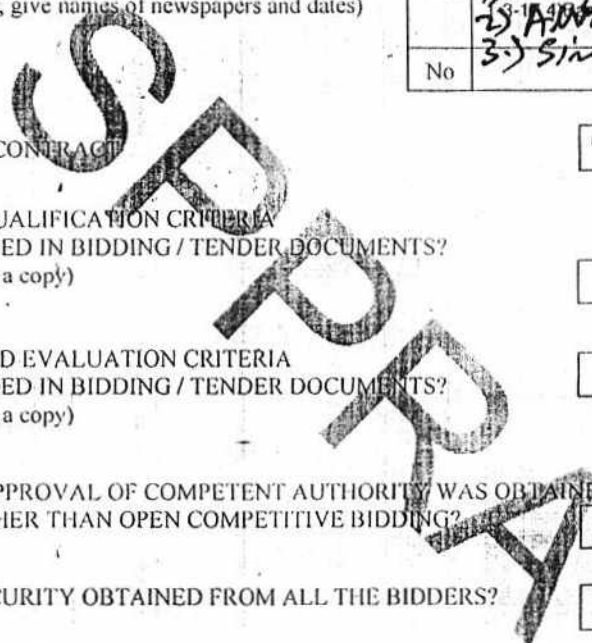 , give names of newspapers and dates)
No
3.)
CONTRACT
UALIFICATION CRITERIA
ED IN BIDDING / TENDER DOCUMENTS?
a copy)
D EVALUATION CRITERIA
ED IN BIDDING / TENDER DOCUMENTS?
a copy)
PPROVAL OF COMPETENT AUTHORITY WAS OBTAINE
HER THAN OPEN COMPETITIVE BIDDING?
CURITY OBTAINED FROM ALL THE BIDDERS?
SPPRA